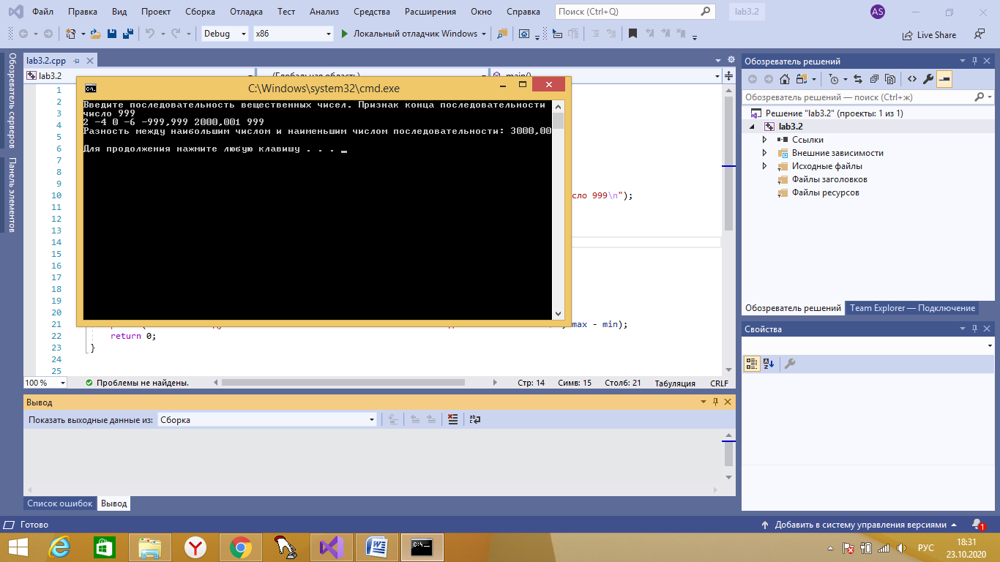 Файл Правка Вид Проект Сборка Отладка Тест Анализ Средства Расширения Окно Справка Поиск (Ctrl+Q) lab3.2 AS
Debug x86 Локальный отладчик Windows Live Share
Обозреватель серверов
Панель элементов
lab3.2.cpp
lab3.2 (Глобальная область) main()
C:\Windows\system32\cmd.exe
Введите последовательность вещественных чисел. Признак конца последовательности
число 999
2 -4 0 -6 -999,999 2000,001 999
Разность между наибольшим числом и наименьшим числом последовательности: 3000,00
Для продолжения нажмите любую клавишу . . . _
1
2
3
4
5
6
7
8
9
10 сло 999\n");
11
12
13
14
15
16
17
18
19
20
21 max - min);
22 return 0;
23 }
24
25
100 % Проблемы не найдены. Стр: 14 Симв: 15 Столб: 21 Табуляция CRLF
Вывод
Показать выходные данные из: Сборка
Список ошибок Вывод
Обозреватель решений
Обозреватель решений — поиск (Ctrl+ж)
Решение "lab3.2" (проекты: 1 из 1)
lab3.2
Ссылки
Внешние зависимости
Исходные файлы
Файлы заголовков
Файлы ресурсов
Обозреватель решений Team Explorer — Подключение
Свойства
Готово Добавить в систему управления версиями 1
РУС 18:31
23.10.2020